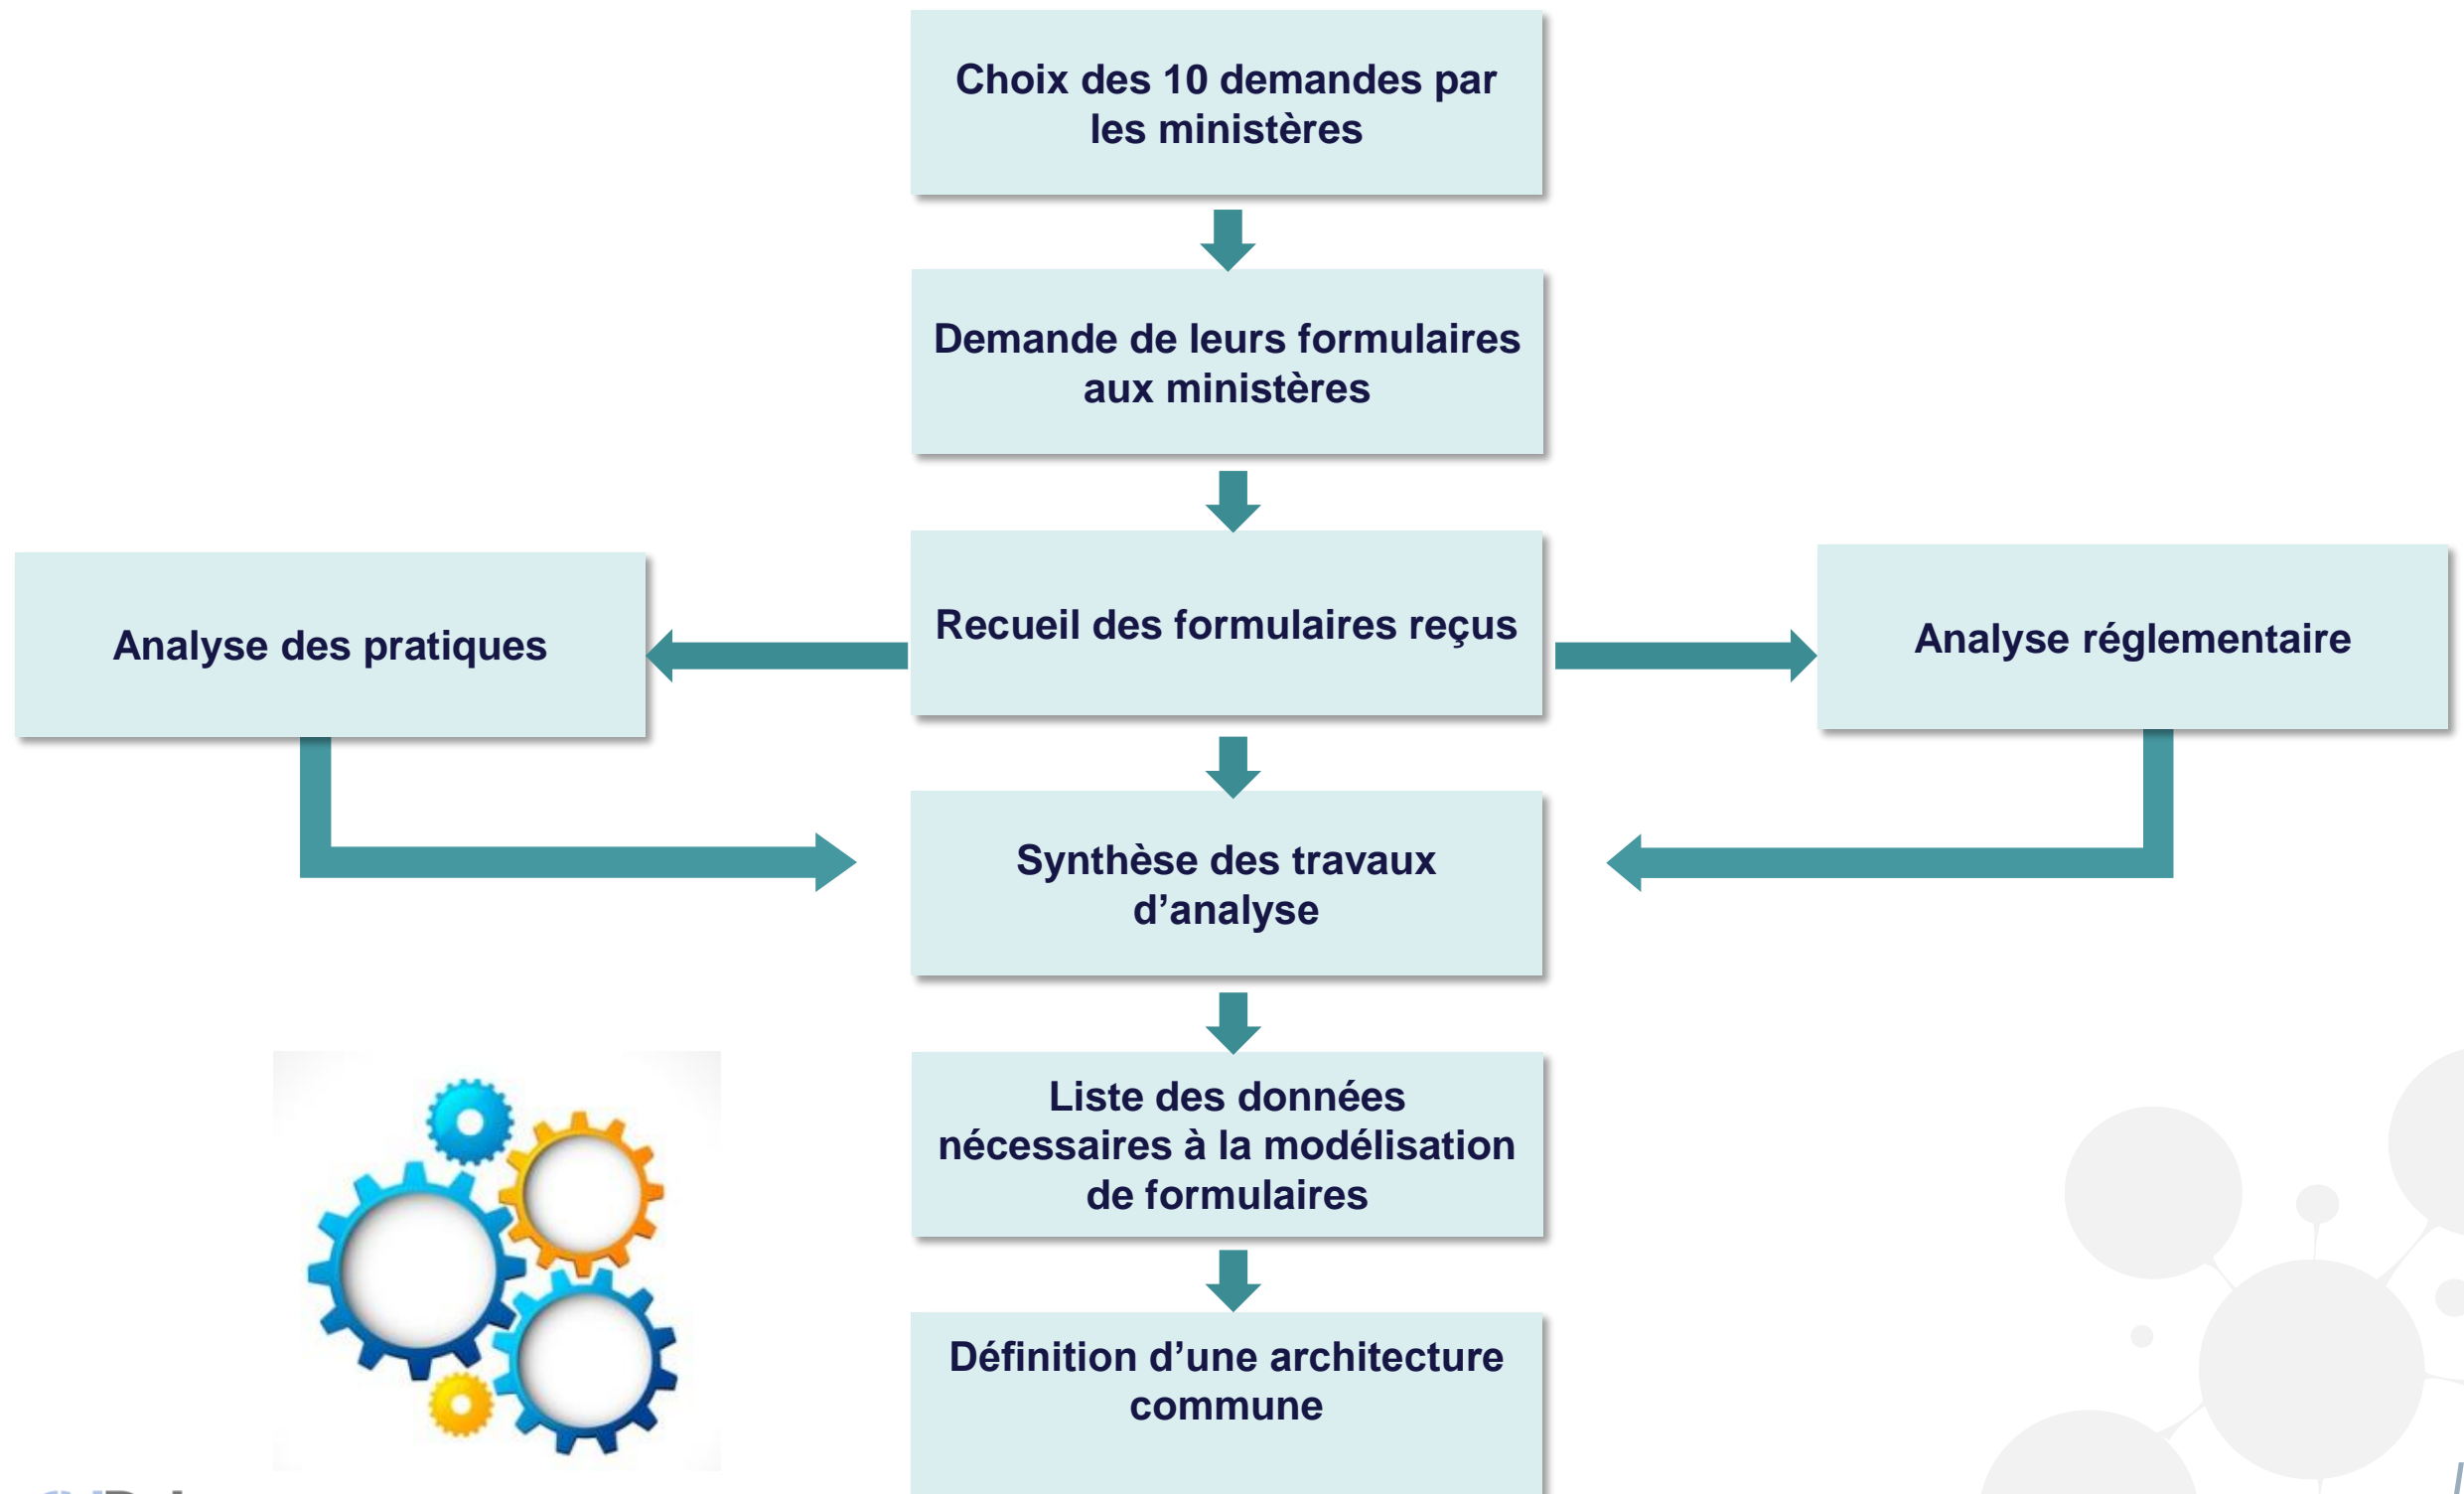 Choix des 10 demandes par
les ministères
Demande de leurs formulaires
aux ministères
Analyse des pratiques
Recueil des formulaires reçus
Analyse réglementaire
Synthèse des travaux
d’analyse
Liste des données
nécessaires à la modélisation
de formulaires
Définition d’une architecture
commune